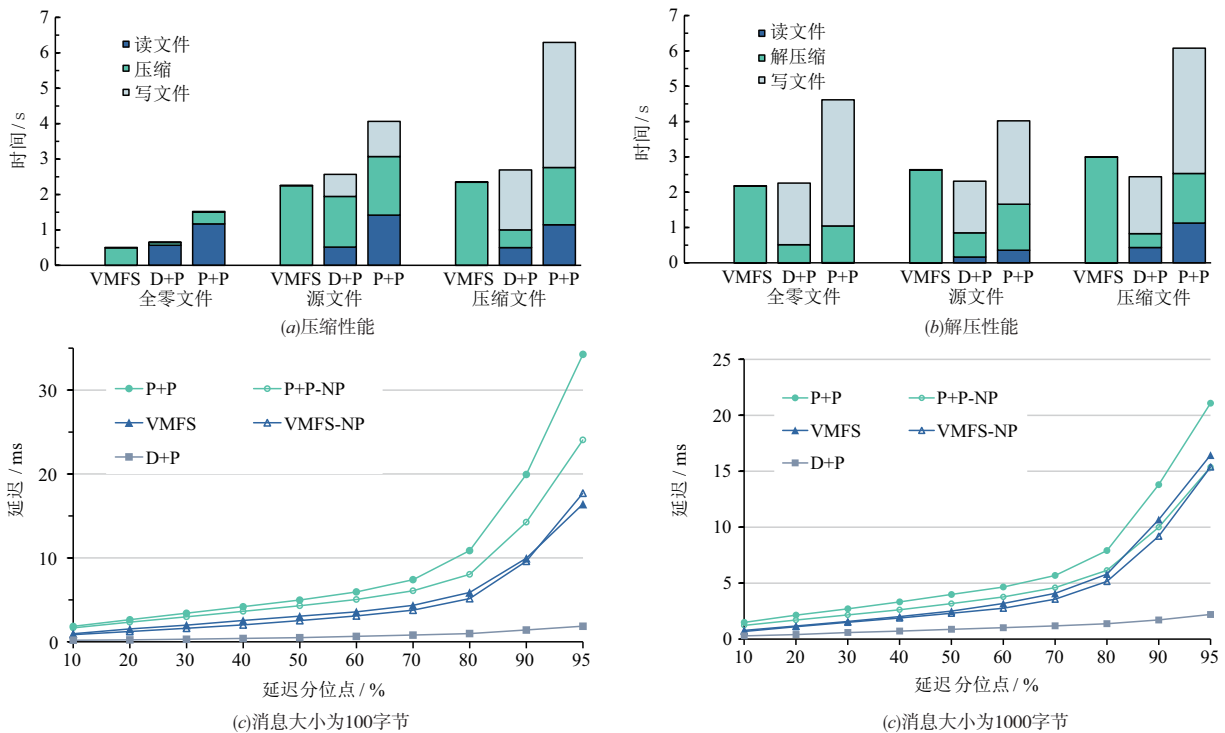 7
6
5
4
3
2
1
0
时间 / s
读文件
压缩
写文件
VMFS D+P P+P VMFS D+P P+P VMFS D+P P+P
全零文件 源文件 压缩文件
(a)压缩性能
7
6
5
4
3
2
1
0
时间 / s
读文件
解压缩
写文件
VMFS D+P P+P VMFS D+P P+P VMFS D+P P+P
全零文件 源文件 压缩文件
(b)解压性能
30
20
10
0
延迟 / ms
P+P P+P-NP
VMFS VMFS-NP
D+P
10 20 30 40 50 60 70 80 90 95
延迟分位点 / %
(c)消息大小为100字节
25
20
15
10
5
0
延迟 / ms
P+P P+P-NP
VMFS VMFS-NP
D+P
10 20 30 40 50 60 70 80 90 95
延迟分位点 / %
(c)消息大小为1000字节